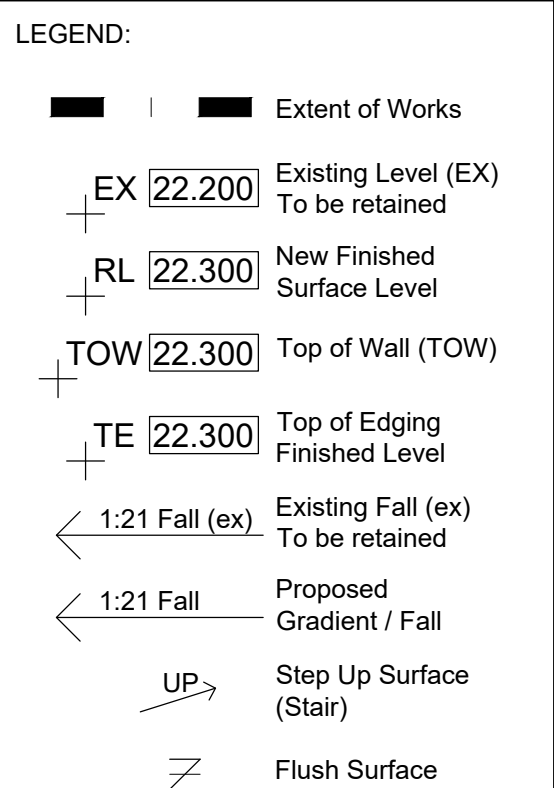 LEGEND:
Extent of Works
EX 22.200 Existing Level (EX)
To be retained
RL 22.300 New Finished
Surface Level
TOW 22.300 Top of Wall (TOW)
TE 22.300 Top of Edging
Finished Level
1:21 Fall (ex) Existing Fall (ex)
To be retained
1:21 Fall Proposed
Gradient / Fall
UP Step Up Surface
(Stair)
Flush Surface